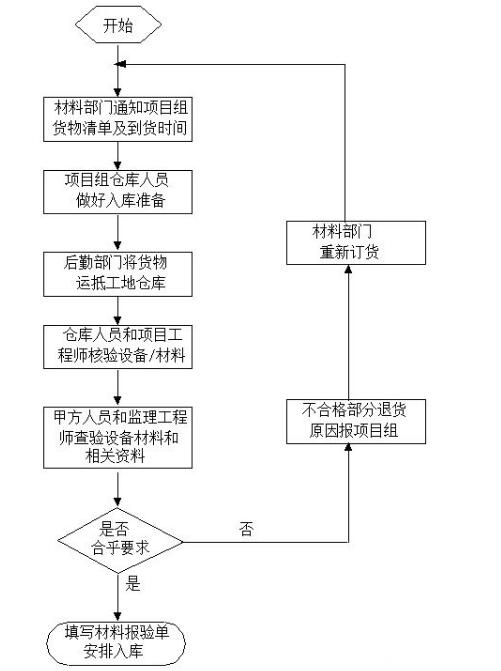 开始
材料部门通知项目组
货物清单及到货时间
项目组仓库人员
做好入库准备
后勤部门将货物
运抵工地仓库
仓库人员和项目工
程师核验设备/材料
甲方人员和监理工程
师查验设备材料和
相关资料
是否
合乎要求
是
填写材料报验单
安排入库
否
不合格部分退货
原因报项目组
材料部门
重新订货